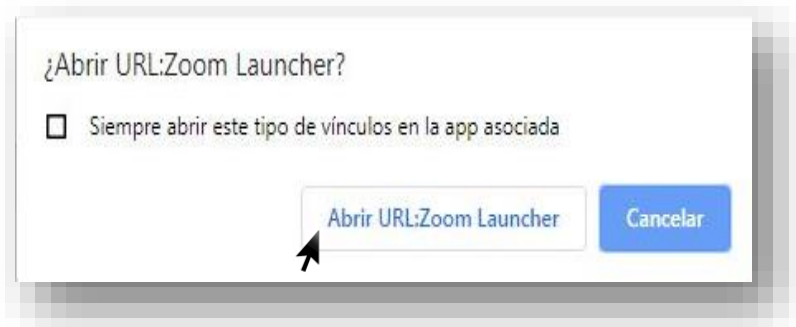 ¿Abrir URL:Zoom Launcher?
Siempre abrir este tipo de vínculos en la app asociada
Abrir URL:Zoom Launcher
Cancelar